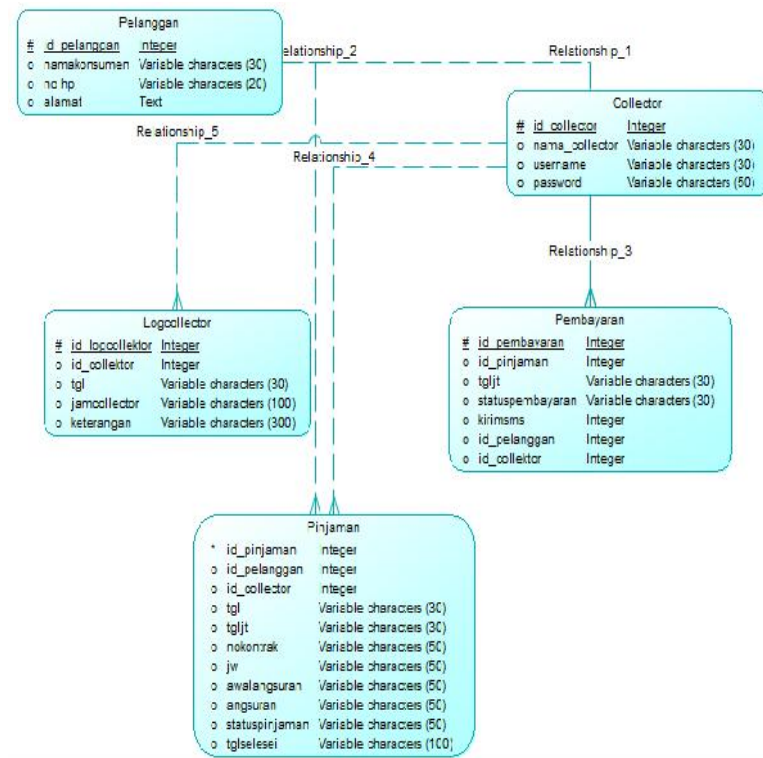 Pelanggan
# id_pelanggan Integer
o namakonsumen Variable characters (30)
o no hp Variable characters (20)
o alamat Text
elationship_2
Relationship_1
Collector
# id_collector Integer
o nama_collector Variable characters (30)
o username Variable characters (30)
o password Variable characters (50)
Relationship_5
Relationship_4
Relationship_3
Logcollector
# id_logcollektor Integer
o id_collektor Integer
o tgl Variable characters (30)
o jamcollector Variable characters (100)
o keterangan Variable characters (300)
Pembayaran
# id_pembayaran Integer
o id_pinjaman Integer
o tgljt Variable characters (30)
o statuspembayaran Variable characters (30)
o kirimsms Integer
o id_pelanggan Integer
o id_collektor Integer
Pinjaman
* id_pinjaman Integer
o id_pelanggan Integer
o id_collector Integer
o tgl Variable characters (30)
o tgljt Variable characters (30)
o nokontrak Variable characters (50)
o jw Variable characters (50)
o awalangsuran Variable characters (50)
o angsuran Variable characters (50)
o statuspinjaman Variable characters (50)
o tglselesei Variable characters (100)